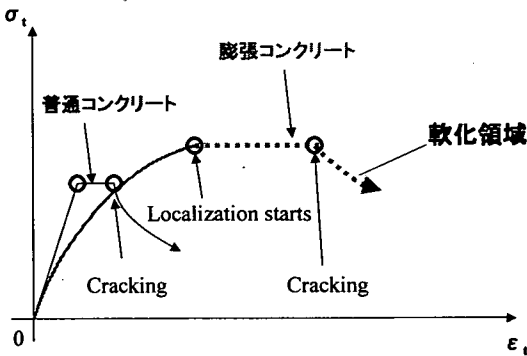 σt
膨張コンクリート
普通コンクリート
軟化領域
Localization starts
Cracking
Cracking
0
εt